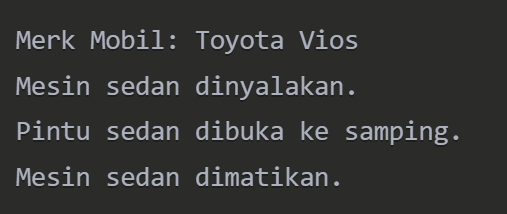 Merk Mobil: Toyota Vios
Mesin sedan dinyalakan.
Pintu sedan dibuka ke samping.
Mesin sedan dimatikan.